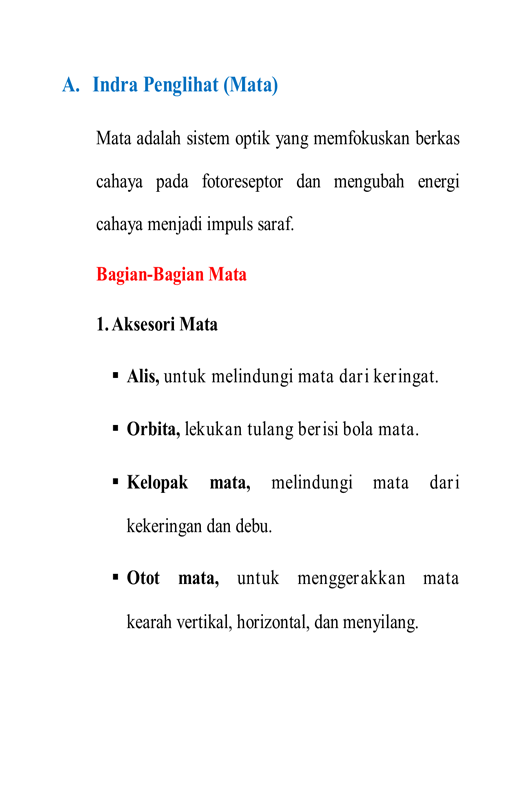 A. Indra Penglihat (Mata)
Mata adalah sistem optik yang memfokuskan berkas
cahaya pada fotoreseptor dan mengubah energi
cahaya menjadi impuls saraf.
Bagian-Bagian Mata
1. Aksesori Mata
▪ Alis, untuk melindungi mata dari keringat.
▪ Orbita, lekukan tulang berisi bola mata.
▪ Kelopak mata, melindungi mata dari
kekeringan dan debu.
▪ Otot mata, untuk menggerakkan mata
kearah vertikal, horizontal, dan menyilang.